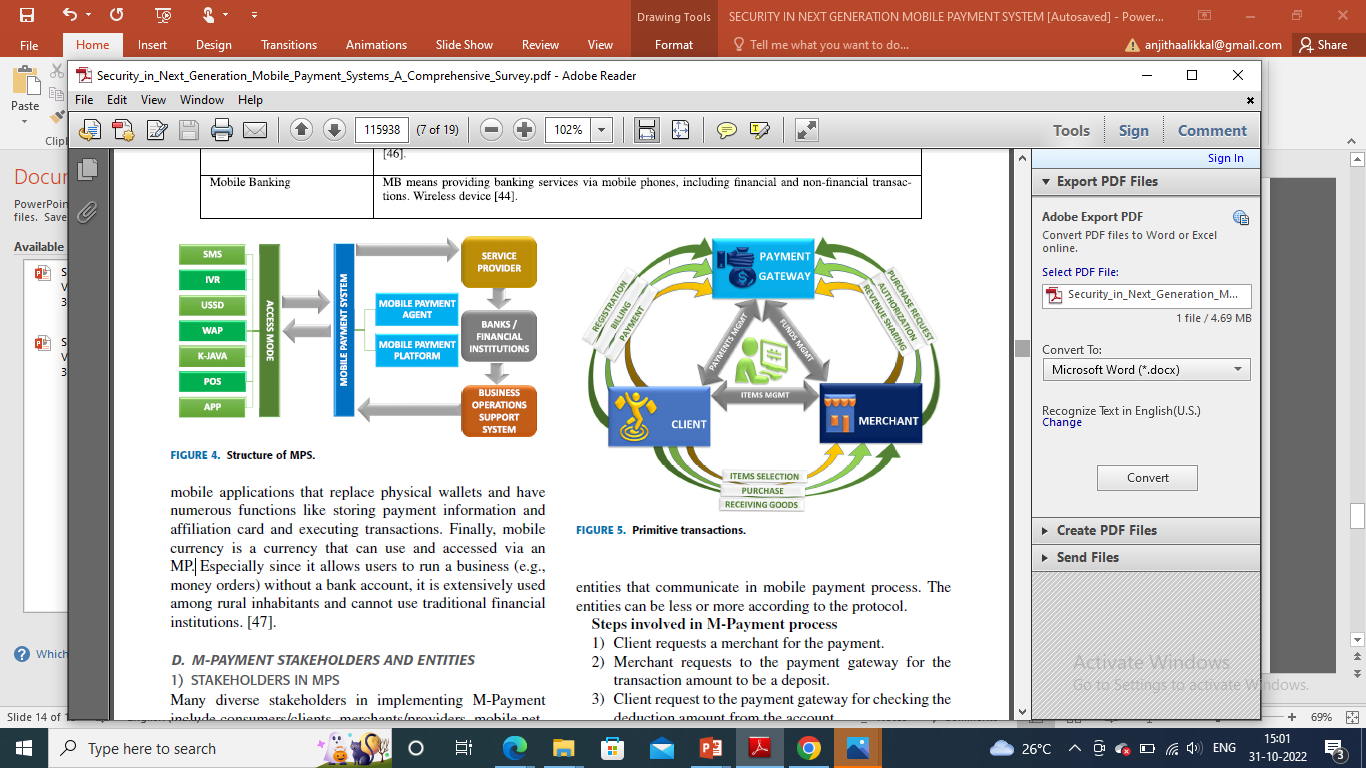 Drawing Tools
SECURITY IN NEXT GENERATION MOBILE PAYMENT SYSTEM [Autosaved] - Power...
File
Home
Insert
Design
Transitions
Animations
Slide Show
Review
View
Format
Tell me what you want to do...
anjithaalikkal@gmail.com
Share
Paste
Security_in_Next_Generation_Mobile_Payment_Systems_A_Comprehensive_Survey.pdf - Adobe Reader
File Edit View Window Help
115938 (7 of 19) 102%
Tools Sign Comment
Sign In
Export PDF Files
Adobe Export PDF
Convert PDF files to Word or Excel
online.
Select PDF File:
Security_in_Next_Generation_M...
1 file / 4.69 MB
Convert To:
Microsoft Word (*.docx)
Recognize Text in English(U.S.)
Change
Convert
Create PDF Files
Send Files
PowerPoin
files. Save
Available
Which
[46].
Mobile Banking
MB means providing banking services via mobile phones, including financial and non-financial transac-
tions. Wireless device [44].
SMS
IVR
USSD
WAP
K-JAVA
POS
APP
ACCESS MODE
MOBILE PAYMENT SYSTEM
MOBILE PAYMENT
AGENT
MOBILE PAYMENT
PLATFORM
SERVICE
PROVIDER
BANKS /
FINANCIAL
INSTITUTIONS
BUSINESS
OPERATIONS
SUPPORT
SYSTEM
FIGURE 4. Structure of MPS.
mobile applications that replace physical wallets and have
numerous functions like storing payment information and
affiliation card and executing transactions. Finally, mobile
currency is a currency that can use and accessed via an
MP. Especially since it allows users to run a business (e.g.,
money orders) without a bank account, it is extensively used
among rural inhabitants and cannot use traditional financial
institutions. [47].
D. M-PAYMENT STAKEHOLDERS AND ENTITIES
1) STAKEHOLDERS IN MPS
Many diverse stakeholders in implementing M-Payment
include consumers/clients, merchants/providers, mobile net-
PAYMENT
GATEWAY
REGISTRATION
BILLING
PAYMENT
PURCHASE REQUEST
AUTHORIZATION
REVENUE SHARING
PAYMENTS MGMT
FUNDS MGMT
ITEMS MGMT
CLIENT
MERCHANT
ITEMS SELECTION
PURCHASE
RECEIVING GOODS
FIGURE 5. Primitive transactions.
entities that communicate in mobile payment process. The
entities can be less or more according to the protocol.
Steps involved in M-Payment process
1) Client requests a merchant for the payment.
2) Merchant requests to the payment gateway for the
transaction amount to be a deposit.
3) Client request to the payment gateway for checking the
deduction amount from the account.
Activate Windows
Go to Settings to activate Windows.
69%
Type here to search
26°C
ENG
15:01
31-10-2022
3